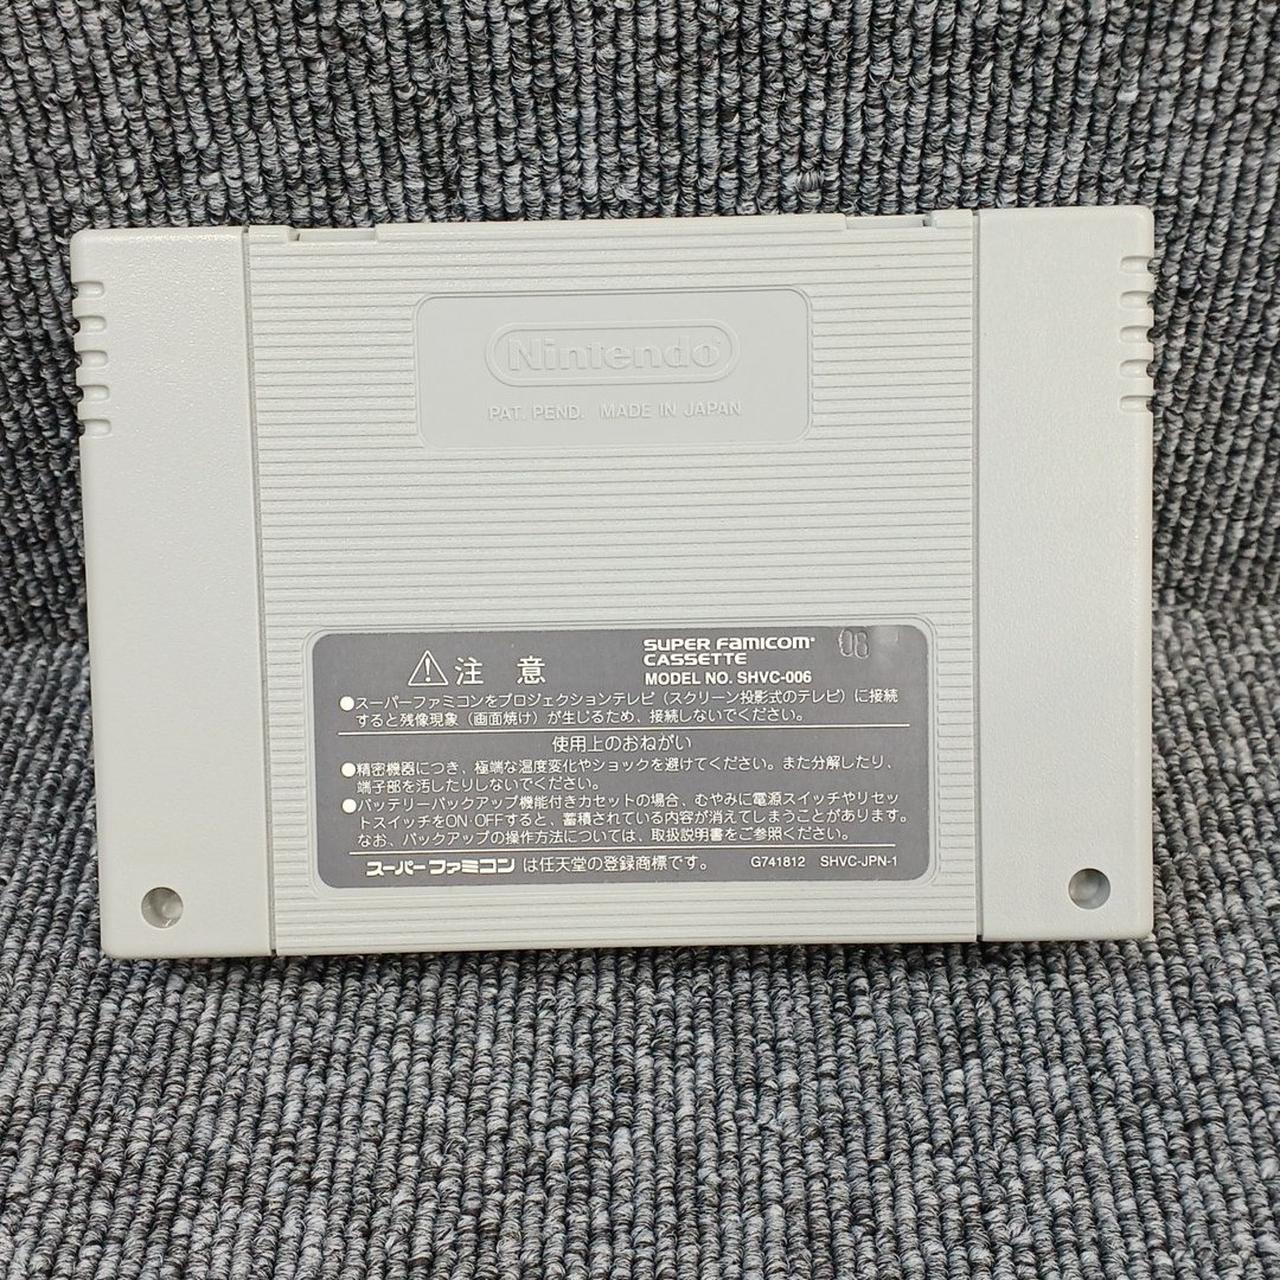 Nintendo
PAT. PEND. MADE IN JAPAN
⚠注 意
SUPER FAMICOM
CASSETTE
MODEL NO. SHVC-006
08
●スーパーファミコンをプロジェクションテレビ(スクリーン投影式のテレビ)に接続
すると残像現象(画面焼け)が生じるため、接続しないでください。
使用上のおねがい
●精密機器につき、極端な温度変化やショックを避けてください。また分解したり、
端子部を汚したりしないでください。
●バッテリーバックアップ機能付きカセットの場合、むやみに電源スイッチやリセッ
トスイッチをON・OFFすると、蓄積されている内容が消えてしまうことがあります。
なお、バックアップの操作方法については、取扱説明書をご参照ください。
スーパーファミコン は任天堂の登録商標です。 G741812 SHVC-JPN-1